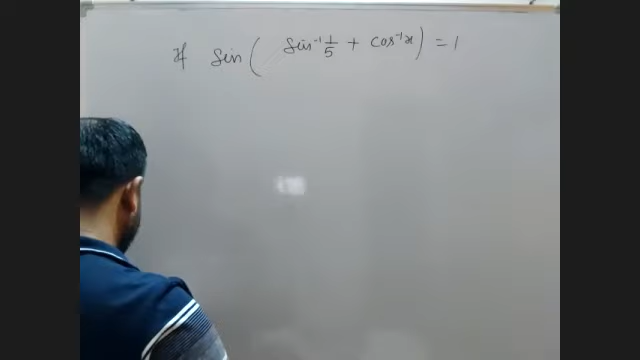 If sin( sin⁻¹ 1/5 + cos⁻¹x ) = 1